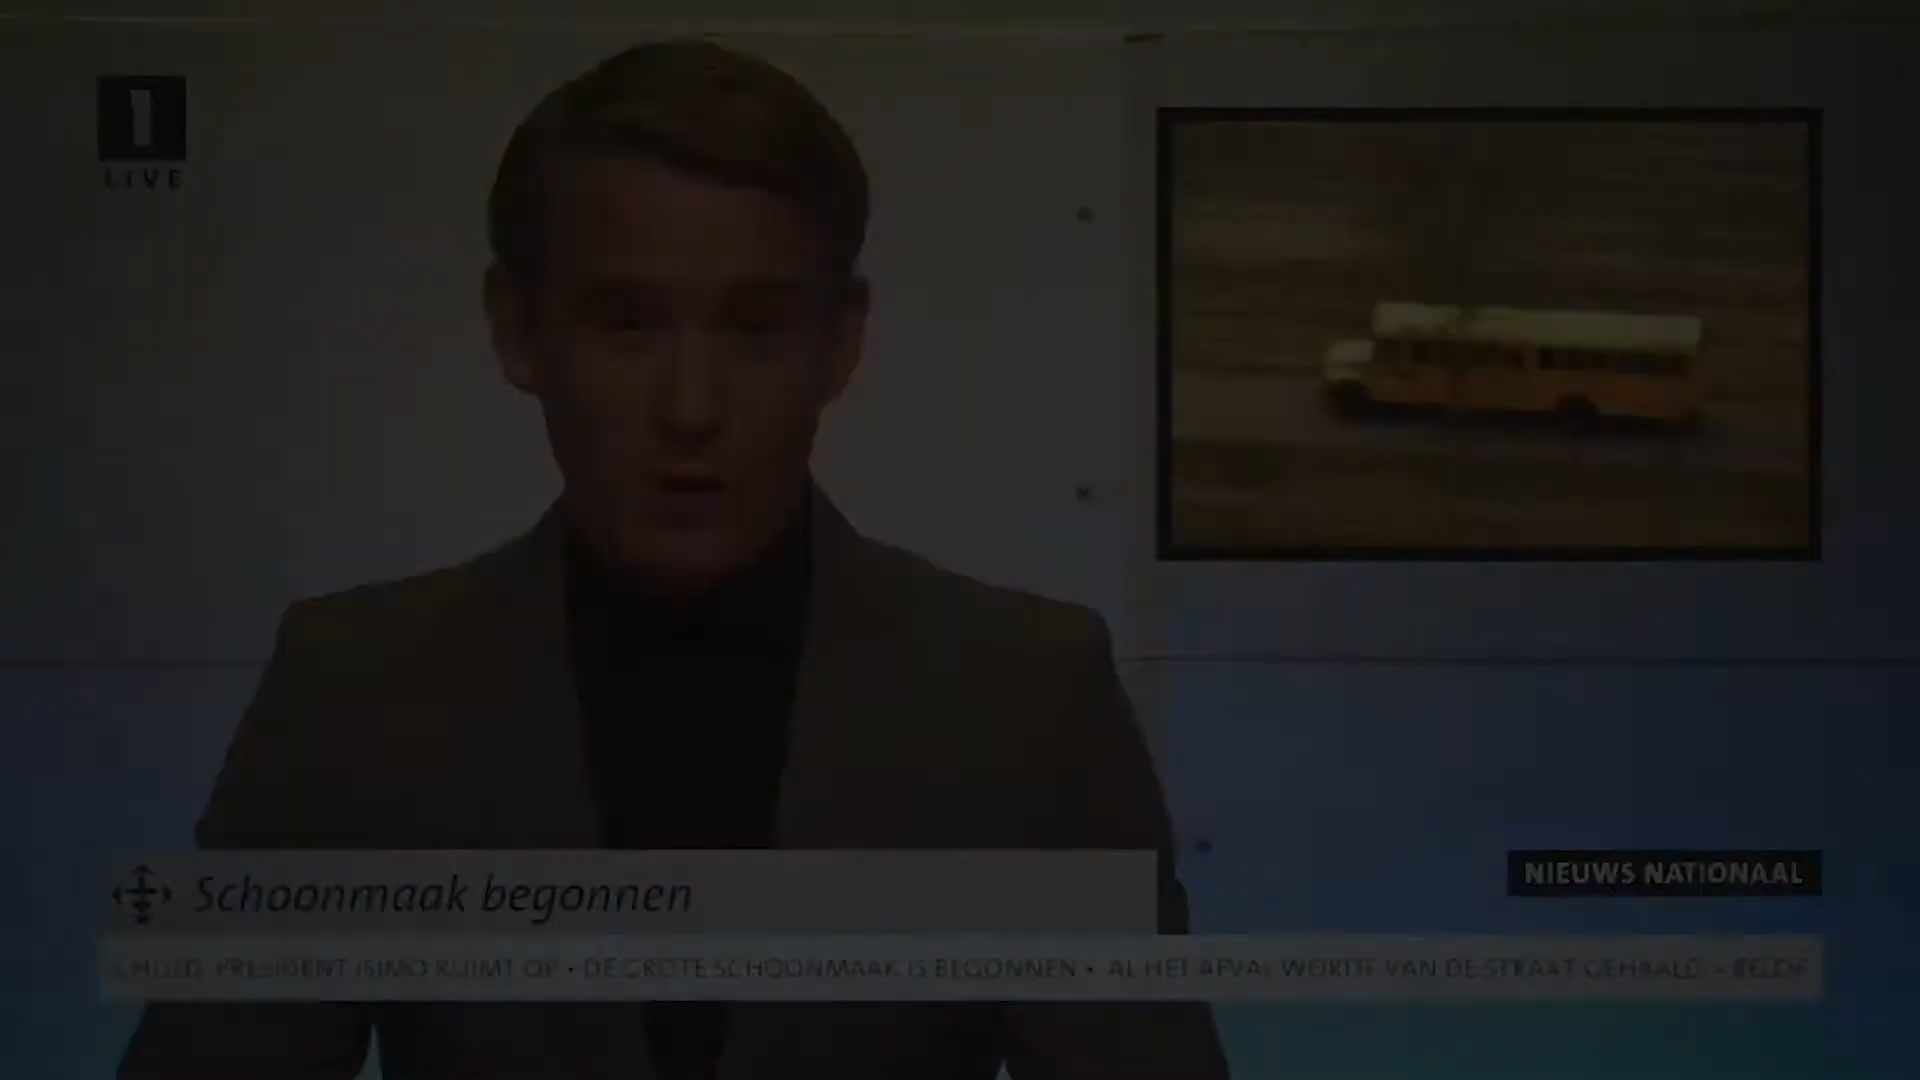 1
LIVE
NIEUWS NATIONAAL
Schoonmaak begonnen
PRESIDENT ISIMO RUIMT OP • DE GROTE SCHOONMAAK IS BEGONNEN • AL HET AFVAL WORDT VAN DE STRAAT GEHAALD •